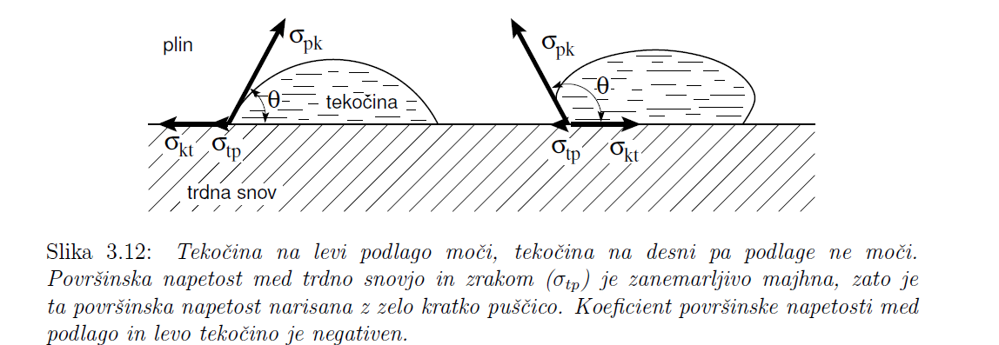 plin
σpk
θ
tekočina
σkt
σtp
trdna snov
σpk
θ
σtp
σkt
Slika 3.12: Tekočina na levi podlago moči, tekočina na desni pa podlage ne moči.
Površinska napetost med trdno snovjo in zrakom (σtp) je zanemarljivo majhna, zato je
ta površinska napetost narisana z zelo kratko puščico. Koeficient površinske napetosti med
podlago in levo tekočino je negativen.